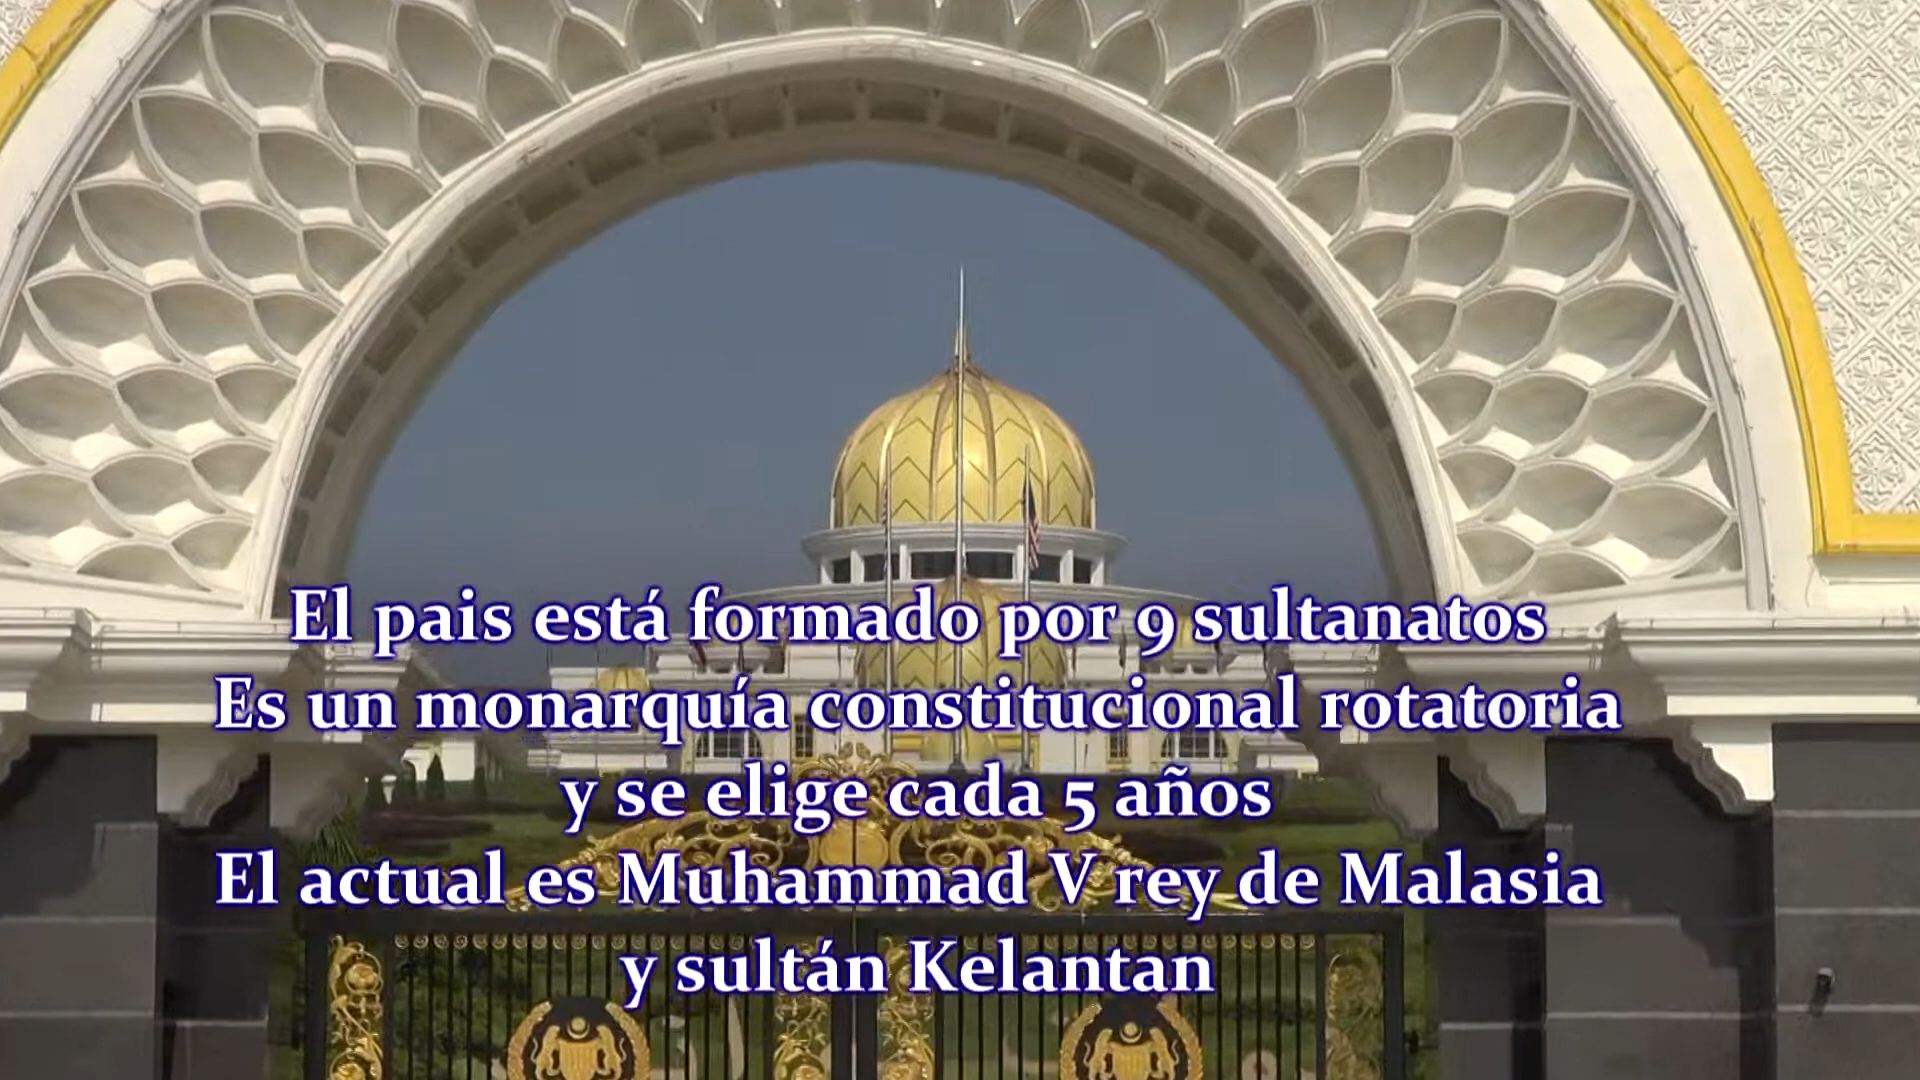 El pais está formado por 9 sultanatos
Es un monarquía constitucional rotatoria
y se elige cada 5 años
El actual es Muhammad V rey de Malasia
y sultán Kelantan